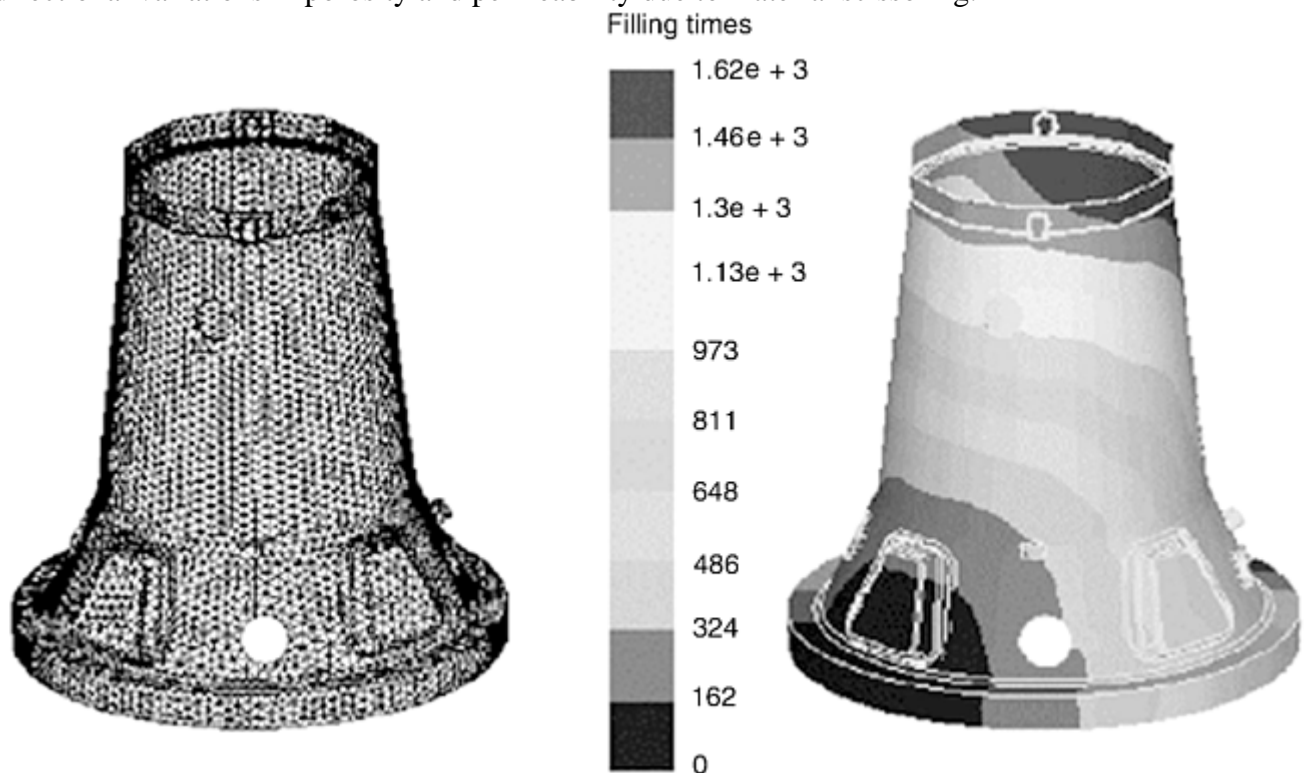 Filling times
1.62e + 3
1.46e + 3
1.3e + 3
1.13e + 3
973
811
648
486
324
162
0